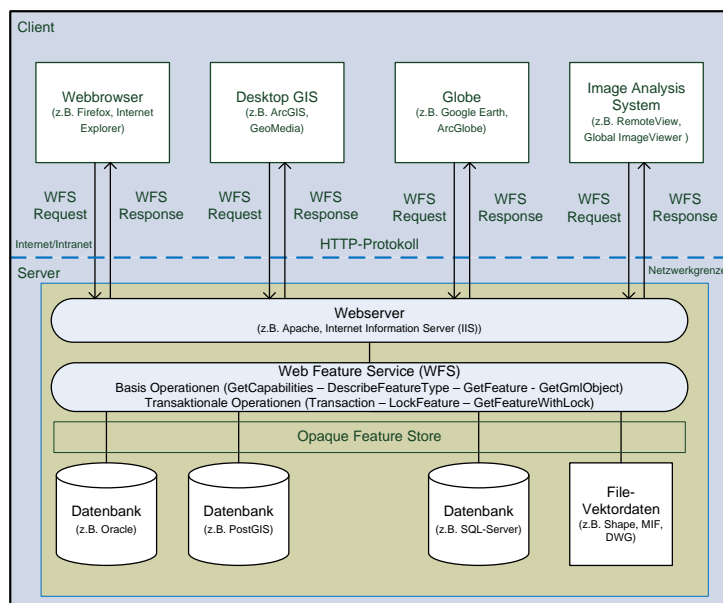 Client
Webbrowser
(z.B. Firefox, Internet
Explorer)
Desktop GIS
(z.B. ArcGIS,
GeoMedia)
Globe
(z.B. Google Earth,
ArcGlobe)
Image Analysis
System
(z.B. RemoteView,
Global ImageViewer )
WFS
Request
WFS
Response
WFS
Request
WFS
Response
WFS
Request
WFS
Response
WFS
Request
WFS
Response
Internet/Intranet
HTTP-Protokoll
Server
Netzwerkgrenze
Webserver
(z.B. Apache, Internet Information Server (IIS))
Web Feature Service (WFS)
Basis Operationen (GetCapabilities – DescribeFeatureType – GetFeature - GetGmlObject)
Transaktionale Operationen (Transaction – LockFeature – GetFeatureWithLock)
Opaque Feature Store
Datenbank
(z.B. Oracle)
Datenbank
(z.B. PostGIS)
Datenbank
(z.B. SQL-Server)
File-
Vektordaten
(z.B. Shape, MIF,
DWG)